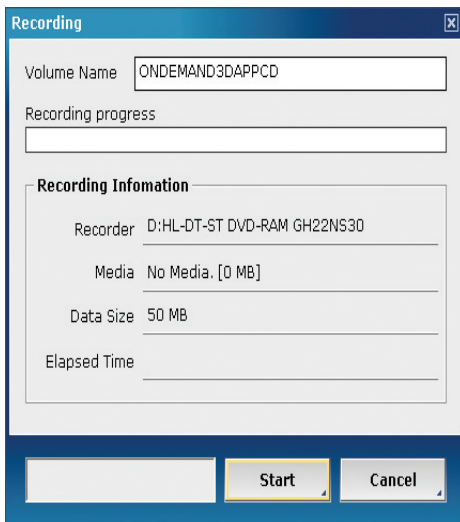 Recording
Volume Name ONDEMAND3DAPPCD
Recording progress
Recording Infomation
Recorder D:HL-DT-ST DVD-RAM GH22NS30
Media No Media. [0 MB]
Data Size 50 MB
Elapsed Time
Start Cancel